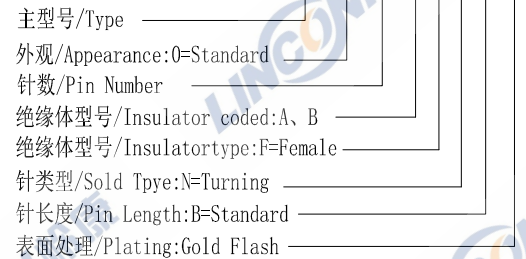 主型号/Type
外观/Appearance:0=Standard
针数/Pin Number
绝缘体型号/Insulator coded:A、B
绝缘体型号/Insulatortype:F=Female
针类型/Sold Tpye:N=Turning
针长度/Pin Length:B=Standard
表面处理/Plating:Gold Flash